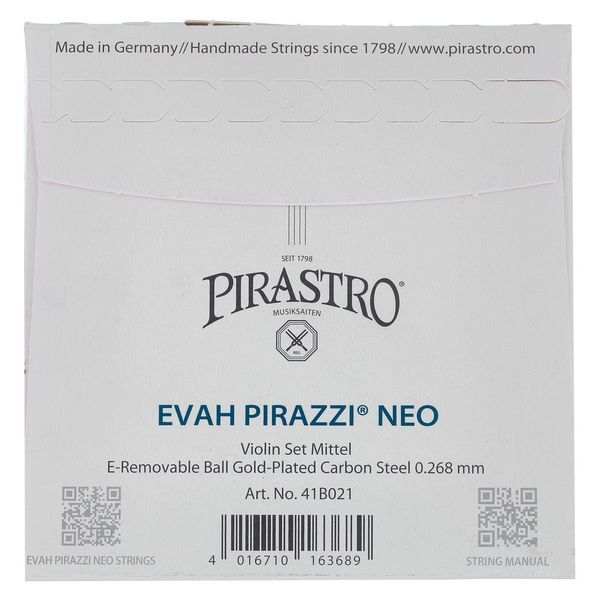 Made in Germany//Handmade Strings since 1798//www.pirastro.com
SEIT 1798
PIRASTRO®
MUSIKSAITEN
REG.
EVAH PIRAZZI® NEO
Violin Set Mittel
E-Removable Ball Gold-Plated Carbon Steel 0.268 mm
Art. No. 41B021
EVAH PIRAZZI NEO STRINGS
4 016710 163689
STRING MANUAL